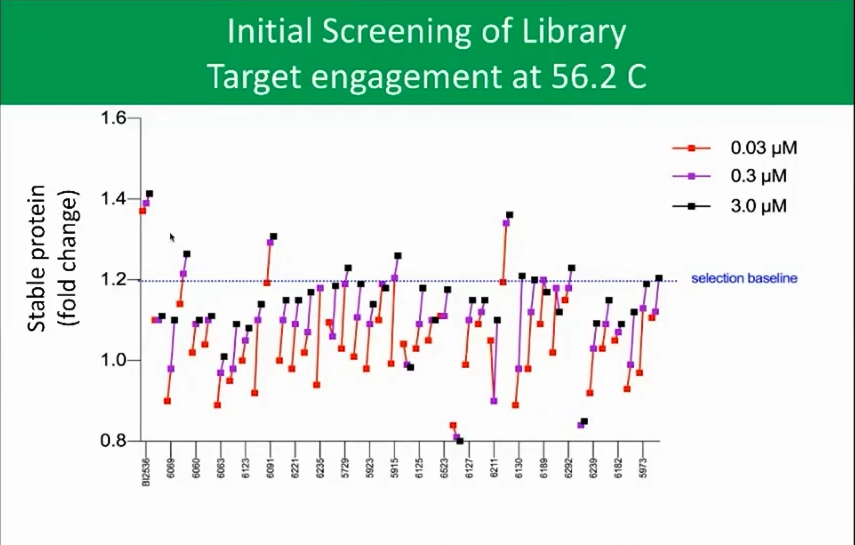 Initial Screening of Library
Target engagement at 56.2 C
Stable protein
(fold change)
1.6
1.4
1.2
1.0
0.8
0.03 µM
0.3 µM
3.0 µM
selection baseline
BI2536
6069
6060
6063
6123
6091
6221
6235
5729
5923
5915
6125
6523
6127
6211
6130
6189
6292
6239
6182
5973